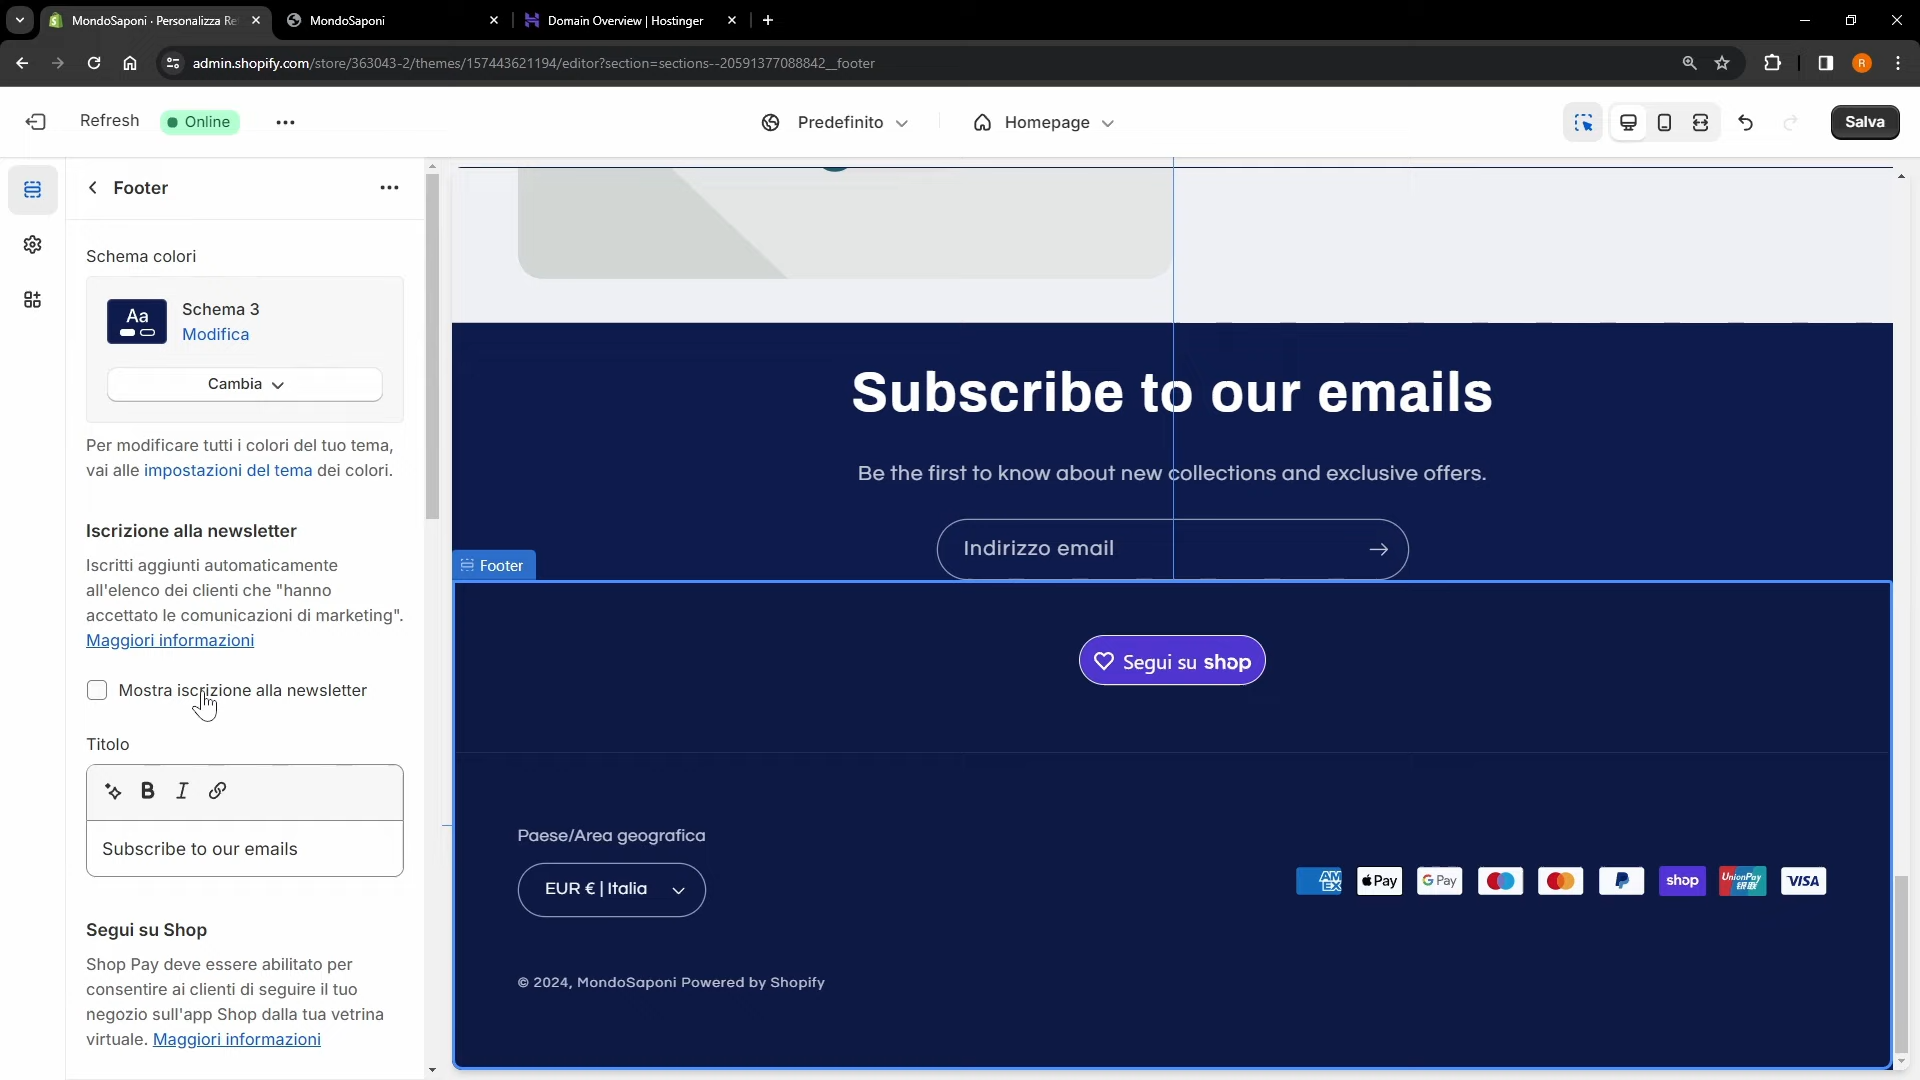 MondoSaponi · Personalizza Re
MondoSaponi
Domain Overview | Hostinger
admin.shopify.com/store/363043-2/themes/157443621194/editor?section=sections--20591377088842__footer
R
Refresh
Online
Predefinito
Homepage
Salva
Footer
Schema colori
Aa
Schema 3
Modifica
Cambia
Per modificare tutti i colori del tuo tema,
vai alle impostazioni del tema dei colori.
Iscrizione alla newsletter
Iscritti aggiunti automaticamente
all'elenco dei clienti che "hanno
accettato le comunicazioni di marketing".
Maggiori informazioni
Mostra iscrizione alla newsletter
Titolo
B I
Subscribe to our emails
Segui su Shop
Shop Pay deve essere abilitato per
consentire ai clienti di seguire il tuo
negozio sull'app Shop dalla tua vetrina
virtuale. Maggiori informazioni
Subscribe to our emails
Be the first to know about new collections and exclusive offers.
Indirizzo email
Footer
Segui su shop
Paese/Area geografica
EUR € | Italia
AMEX Pay G Pay shop UnionPay 银联 VISA
© 2024, MondoSaponi Powered by Shopify